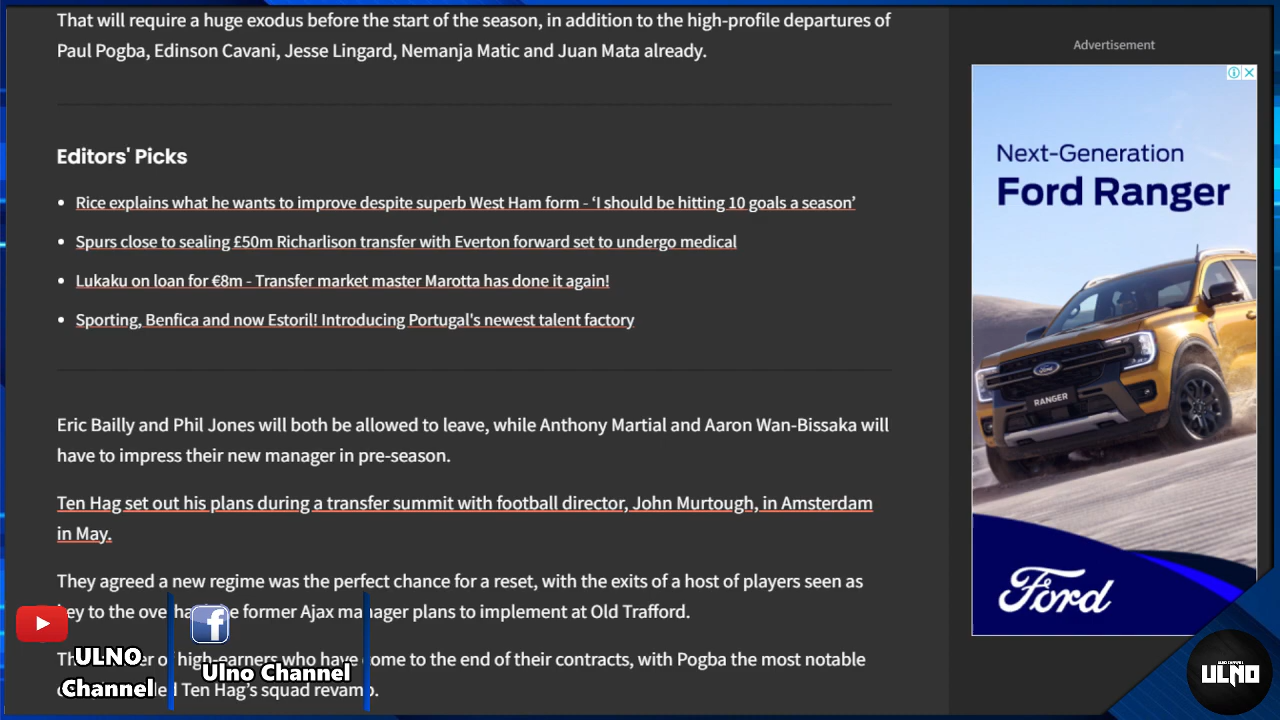 That will require a huge exodus before the start of the season, in addition to the high-profile departures of
Paul Pogba, Edinson Cavani, Jesse Lingard, Nemanja Matic and Juan Mata already.
Editors' Picks
Rice explains what he wants to improve despite superb West Ham form - ‘I should be hitting 10 goals a season’
Spurs close to sealing £50m Richarlison transfer with Everton forward set to undergo medical
Lukaku on loan for €8m - Transfer market master Marotta has done it again!
Sporting, Benfica and now Estoril! Introducing Portugal's newest talent factory
Eric Bailly and Phil Jones will both be allowed to leave, while Anthony Martial and Aaron Wan-Bissaka will
have to impress their new manager in pre-season.
Ten Hag set out his plans during a transfer summit with football director, John Murtough, in Amsterdam
in May.
They agreed a new regime was the perfect chance for a reset, with the exits of a host of players seen as
to the former Ajax manager plans to implement at Old Trafford.
of high-earners who have come to the end of their contracts, with Pogba the most notable
Ten Hag’s squad revamp.
ULNO
Channel
f
Ulno Channel
Advertisement
Next-Generation
Ford Ranger
Ford
RANGER
Ford
ULNO